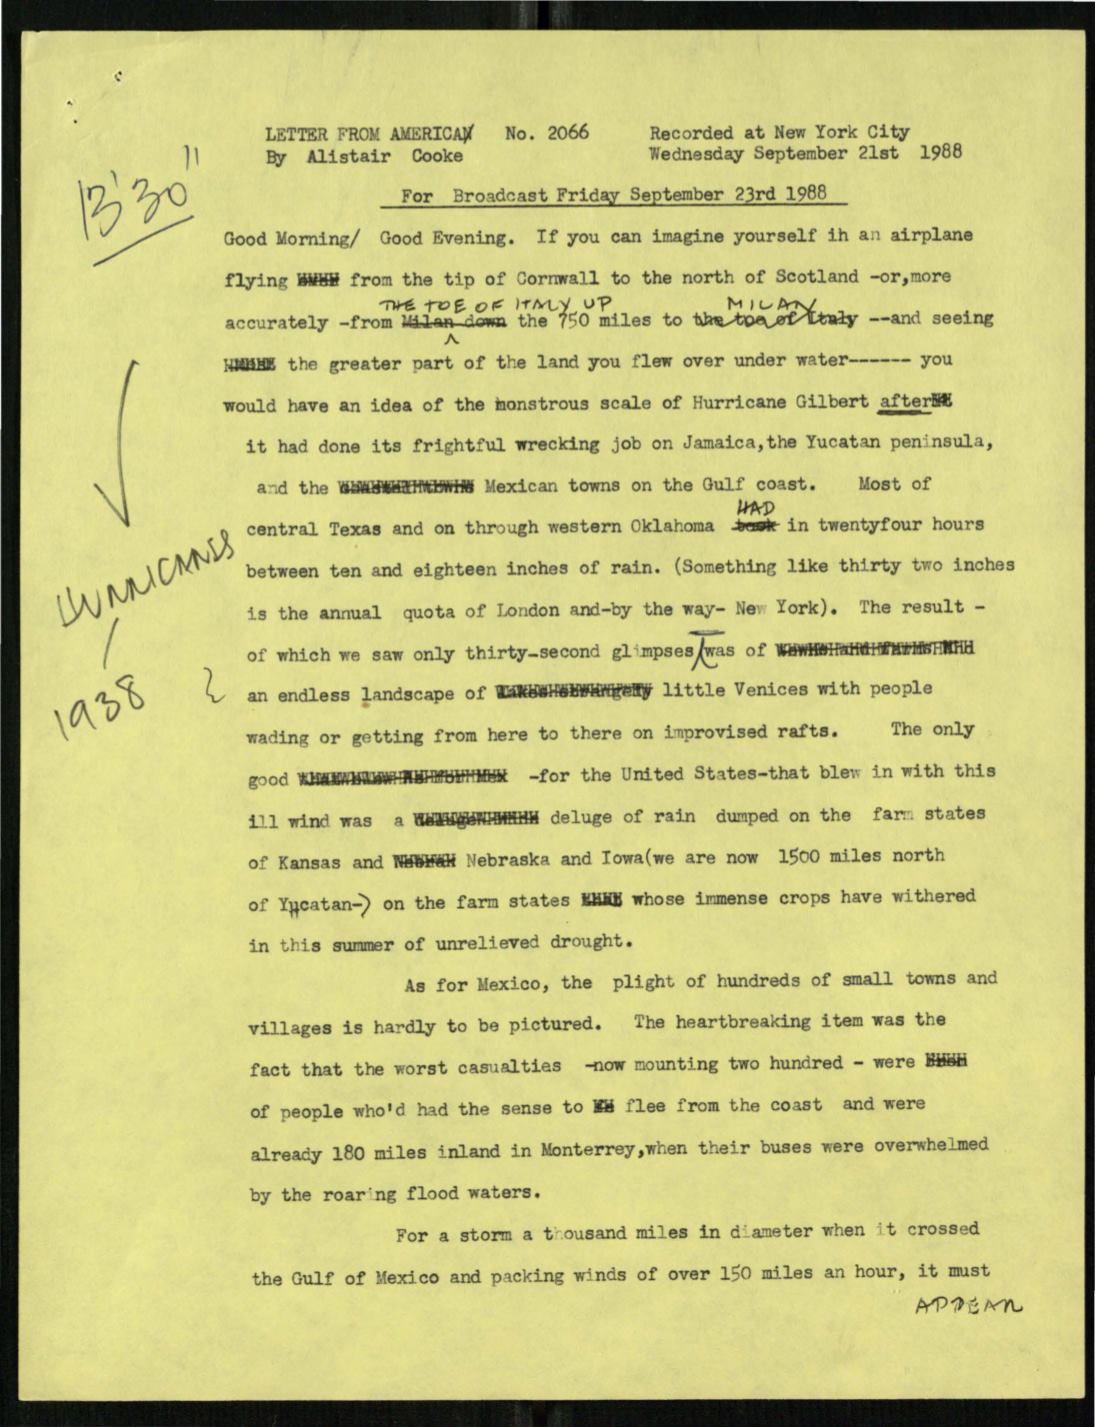 LETTER FROM AMERICA No. 2066 Recorded at New York City
By Alistair Cooke Wednesday September 21st 1988
13'30"
For Broadcast Friday September 23rd 1988
Good Morning/ Good Evening. If you can imagine yourself ih an airplane
flying from the tip of Cornwall to the north of Scotland -or,more
THE TOE OF ITALY UP MILAN
accurately -from Milan down the 750 miles to the toe of Italy --and seeing
the greater part of the land you flew over under water------ you
would have an idea of the monstrous scale of Hurricane Gilbert after
it had done its frightful wrecking job on Jamaica,the Yucatan peninsula,
and the Mexican towns on the Gulf coast. Most of
HAD
central Texas and on through western Oklahoma took in twentyfour hours
HURRICANES
between ten and eighteen inches of rain. (Something like thirty two inches
is the annual quota of London and-by the way- New York). The result -
of which we saw only thirty-second glimpses was of
1938
an endless landscape of little Venices with people
wading or getting from here to there on improvised rafts. The only
good -for the United States-that blew in with this
ill wind was a deluge of rain dumped on the farm states
of Kansas and Nebraska and Iowa(we are now 1500 miles north
of Yucatan-) on the farm states whose immense crops have withered
in this summer of unrelieved drought.
As for Mexico, the plight of hundreds of small towns and
villages is hardly to be pictured. The heartbreaking item was the
fact that the worst casualties -now mounting two hundred - were
of people who'd had the sense to flee from the coast and were
already 180 miles inland in Monterrey,when their buses were overwhelmed
by the roaring flood waters.
For a storm a thousand miles in diameter when it crossed
the Gulf of Mexico and packing winds of over 150 miles an hour, it must
APPEAR